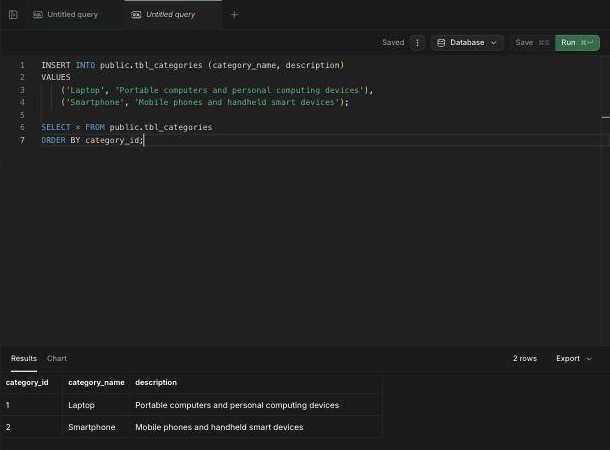 Untitled query
Untitled query
Saved
Database
Save ⌘S
Run ⌘↵
1 INSERT INTO public.tbl_categories (category_name, description)
2 VALUES
3 ('Laptop', 'Portable computers and personal computing devices'),
4 ('Smartphone', 'Mobile phones and handheld smart devices');
5
6 SELECT * FROM public.tbl_categories
7 ORDER BY category_id;
Results Chart 2 rows Export
category_id category_name description
1 Laptop Portable computers and personal computing devices
2 Smartphone Mobile phones and handheld smart devices